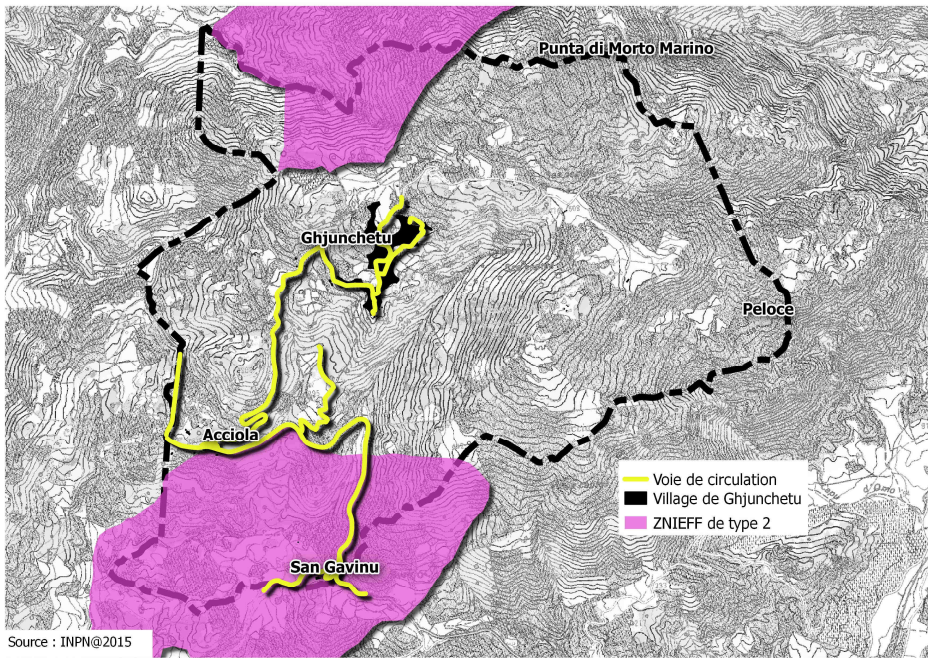 Punta di Morto Marino
Ghjunchetu
Peloce
Acciola
Voie de circulation
Village de Ghjunchetu
ZNIEFF de type 2
d'Omo
San Gavinu
Source : INPN@2015